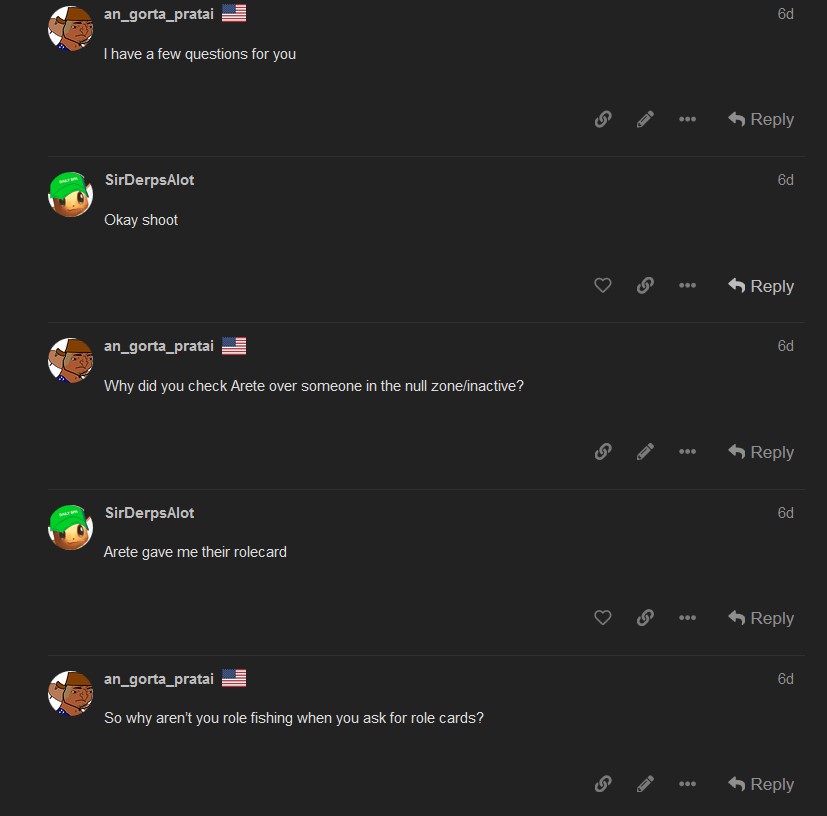 an_gorta_pratai 6d
I have a few questions for you
Reply
SirDerpsAlot 6d
Okay shoot
Reply
an_gorta_pratai 6d
Why did you check Arete over someone in the null zone/inactive?
Reply
SirDerpsAlot 6d
Arete gave me their rolecard
Reply
an_gorta_pratai 6d
So why aren't you role fishing when you ask for role cards?
Reply